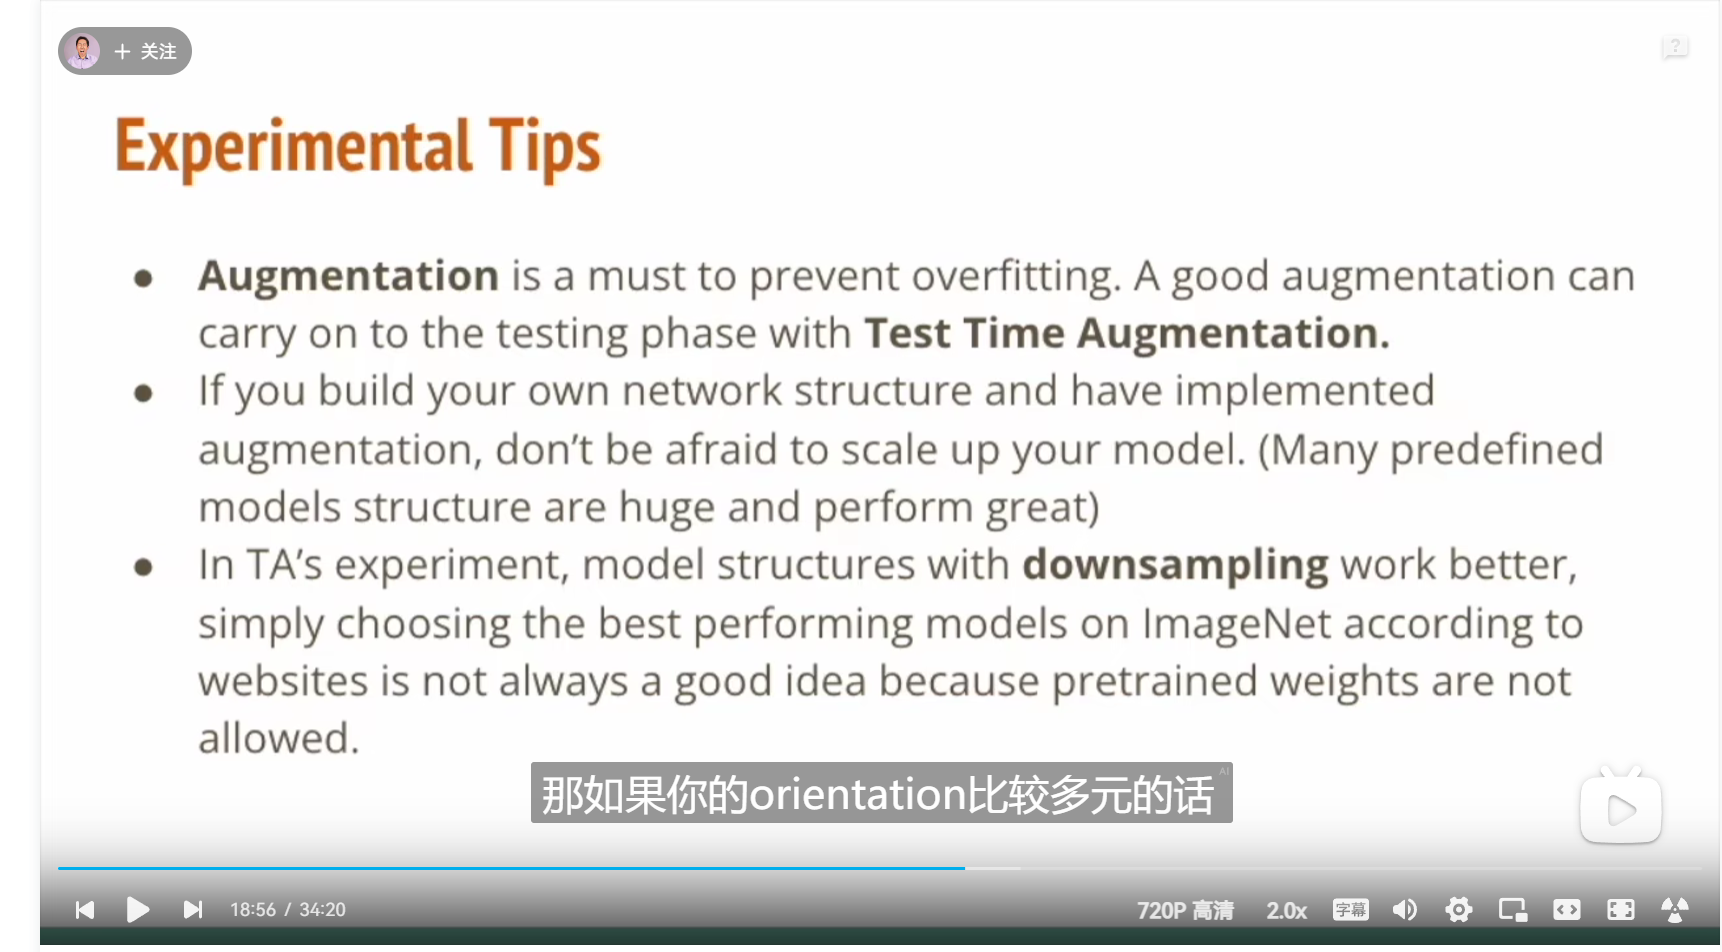 + 关注
?
Experimental Tips
● Augmentation is a must to prevent overfitting. A good augmentation can
carry on to the testing phase with Test Time Augmentation.
● If you build your own network structure and have implemented
augmentation, don’t be afraid to scale up your model. (Many predefined
models structure are huge and perform great)
● In TA’s experiment, model structures with downsampling work better,
simply choosing the best performing models on ImageNet according to
websites is not always a good idea because pretrained weights are not
allowed.
那如果你的orientation比较多元的话
AI
18:56 / 34:20
720P 高清
2.0x
字幕